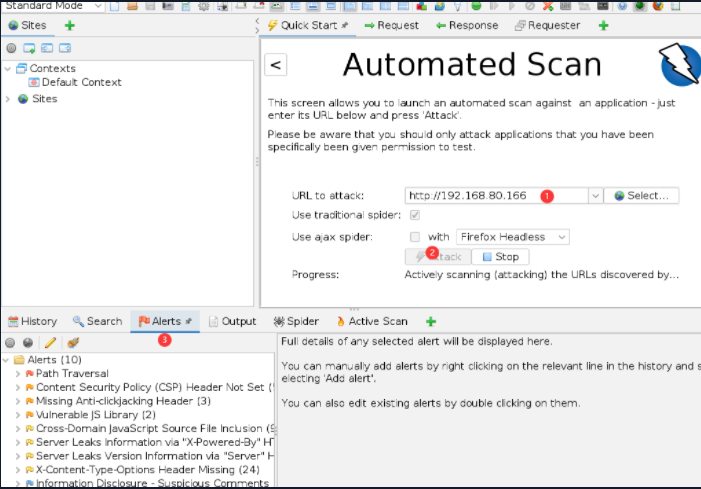 Standard Mode
Sites
Quick Start
Request
Response
Requester
Contexts
Default Context
Sites
<
Automated Scan
This screen allows you to launch an automated scan against  an application - just
enter its URL below and press 'Attack'.
Please be aware that you should only attack applications that you have been
specifically been given permission to test.
URL to attack:
http://192.168.80.166
1
Select...
Use traditional spider:
Use ajax spider:
with
Firefox Headless
2
Stop
Progress:
Actively scanning (attacking) the URLs discovered by...
History
Search
Alerts
Output
Spider
Active Scan
3
Alerts (10)
Path Traversal
Content Security Policy (CSP) Header Not Set (
Missing Anti-clickjacking Header (3)
Vulnerable JS Library (2)
Cross-Domain JavaScript Source File Inclusion (
Server Leaks Information via "X-Powered-By"
Server Leaks Version Information via "Server" H
X-Content-Type-Options Header Missing (24)
Information Disclosure - Suspicious Comments
Full details of any selected alert will be displayed here.
You can manually add alerts by right clicking on the relevant line in the history and s
electing 'Add alert'.
You can also edit existing alerts by double clicking on them.